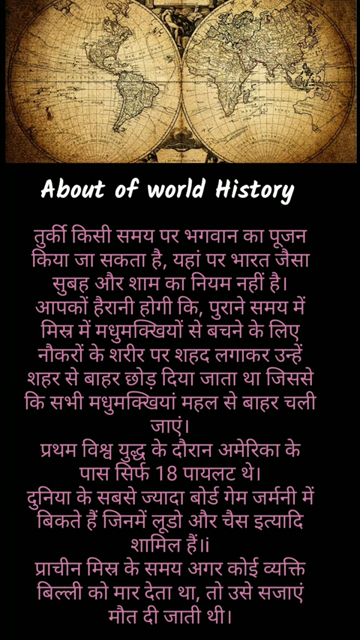 About of world History
तुर्की किसी समय पर भगवान का पूजन
किया जा सकता है, यहां पर भारत जैसा
सुबह और शाम का नियम नहीं है।
आपकों हैरानी होगी कि, पुराने समय में
मिस्र में मधुमक्खियों से बचने के लिए
नौकरों के शरीर पर शहद लगाकर उन्हें
शहर से बाहर छोड़ दिया जाता था जिससे
कि सभी मधुमक्खियां महल से बाहर चली
जाएं।
प्रथम विश्व युद्ध के दौरान अमेरिका के
पास सिर्फ 18 पायलट थे।
दुनिया के सबसे ज्यादा बोर्ड गेम जर्मनी में
बिकते हैं जिनमें लूडो और चैस इत्यादि
शामिल हैं।i
प्राचीन मिस्र के समय अगर कोई व्यक्ति
बिल्ली को मार देता था, तो उसे सजाएं
मौत दी जाती थी।